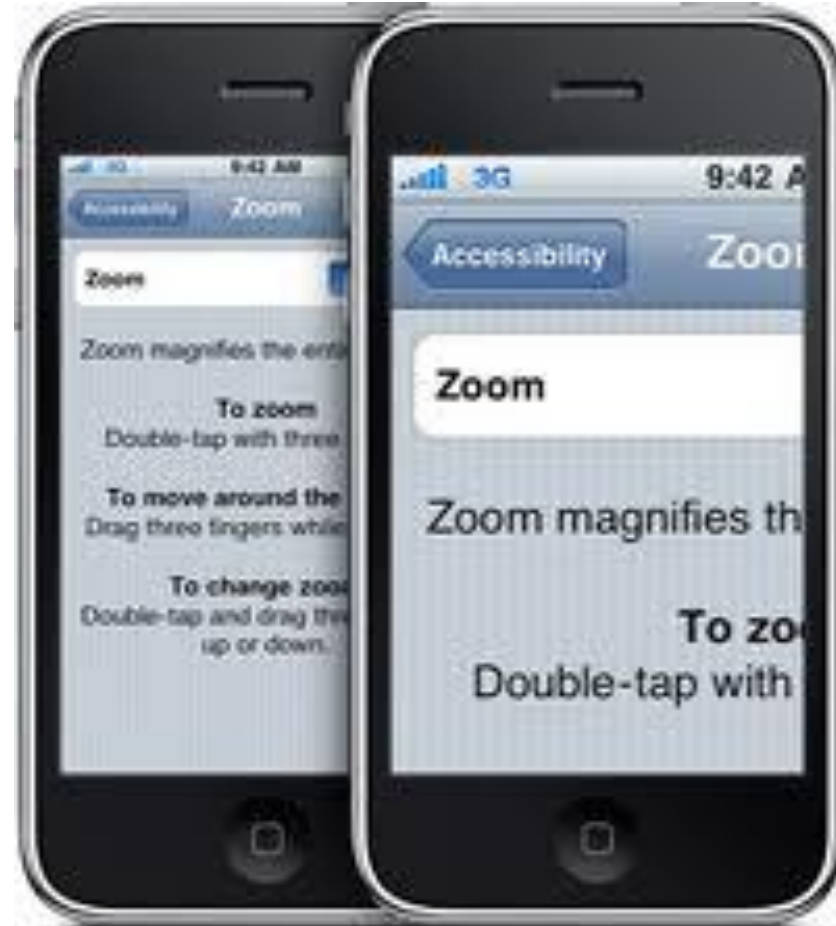 3G
9:42 AM
Accessibility
Zoom
Zoom
Zoom magnifies the enti
To zoom
Double-tap with three
To move around the
Drag three fingers while
To change zoo
Double-tap and drag thre
up or down.
3G
9:42 A
Accessibility
Zoo
Zoom
Zoom magnifies th
To zo
Double-tap with